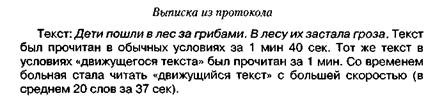 Выписка из протокола
Текст: Дети пошли в лес за грибами. В лесу их застала гроза. Текст
был прочитан в обычных условиях за 1 мин 40 сек. Тот же текст в
условиях «движущегося текста» был прочитан за 1 мин. Со временем
больная стала читать «движущийся текст» с большей скоростью (в
среднем 20 слов за 37 сек).